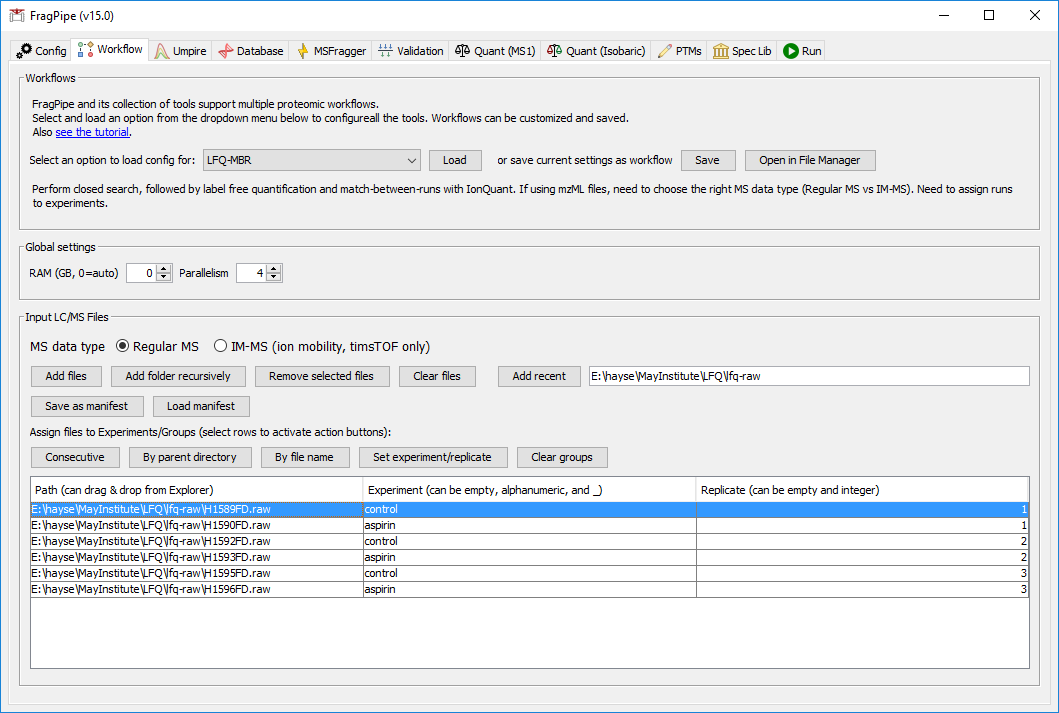 FragPipe (v15.0)
Config Workflow Umpire Database MSFragger Validation Quant (MS1) Quant (Isobaric) PTMs Spec Lib Run
Workflows
FragPipe and its collection of tools support multiple proteomic workflows.
Select and load an option from the dropdown menu below to configureall the tools. Workflows can be customized and saved.
Also see the tutorial.
Select an option to load config for: LFQ-MBR Load or save current settings as workflow Save Open in File Manager
Perform closed search, followed by label free quantification and match-between-runs with IonQuant. If using mzML files, need to choose the right MS data type (Regular MS vs IM-MS). Need to assign runs
to experiments.
Global settings
RAM (GB, 0=auto) 0 Parallelism 4
Input LC/MS Files
MS data type Regular MS IM-MS (ion mobility, timsTOF only)
Add files Add folder recursively Remove selected files Clear files Add recent E:\hayse\MayInstitute\LFQ\lfq-raw
Save as manifest Load manifest
Assign files to Experiments/Groups (select rows to activate action buttons):
Consecutive By parent directory By file name Set experiment/replicate Clear groups
Path (can drag & drop from Explorer) Experiment (can be empty, alphanumeric, and _) Replicate (can be empty and integer)
E:\hayse\MayInstitute\LFQ\lfq-raw\H1589FD.raw control 1
E:\hayse\MayInstitute\LFQ\lfq-raw\H1590FD.raw aspirin 1
E:\hayse\MayInstitute\LFQ\lfq-raw\H1592FD.raw control 2
E:\hayse\MayInstitute\LFQ\lfq-raw\H1593FD.raw aspirin 2
E:\hayse\MayInstitute\LFQ\lfq-raw\H1595FD.raw control 3
E:\hayse\MayInstitute\LFQ\lfq-raw\H1596FD.raw aspirin 3